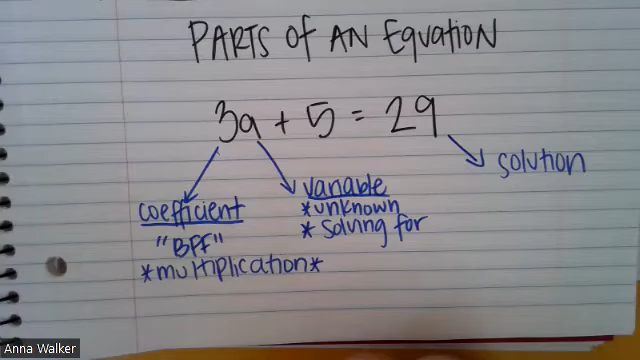 PARTS of AN EquatioN
3a + 5 = 29
solution
coefficient
"BFF"
*multiplication*
variable
*unknown
* solving for
Anna Walker